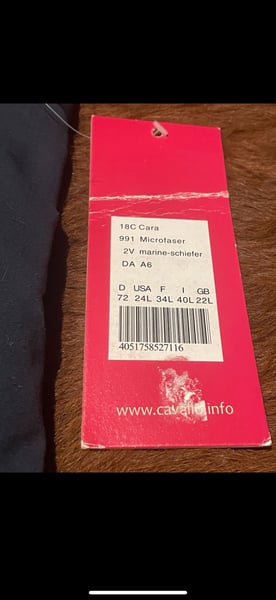 18C Cara
991 Microfaser
2V marine-schiefer
DA A6
D USA F I GB
72 24L 34L 40L 22L
4051758527116
www.cavallo.info